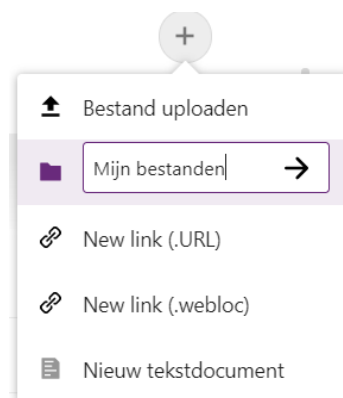 Bestand uploaden
Mijn bestanden
New link (.URL)
New link (.webloc)
Nieuw tekstdocument